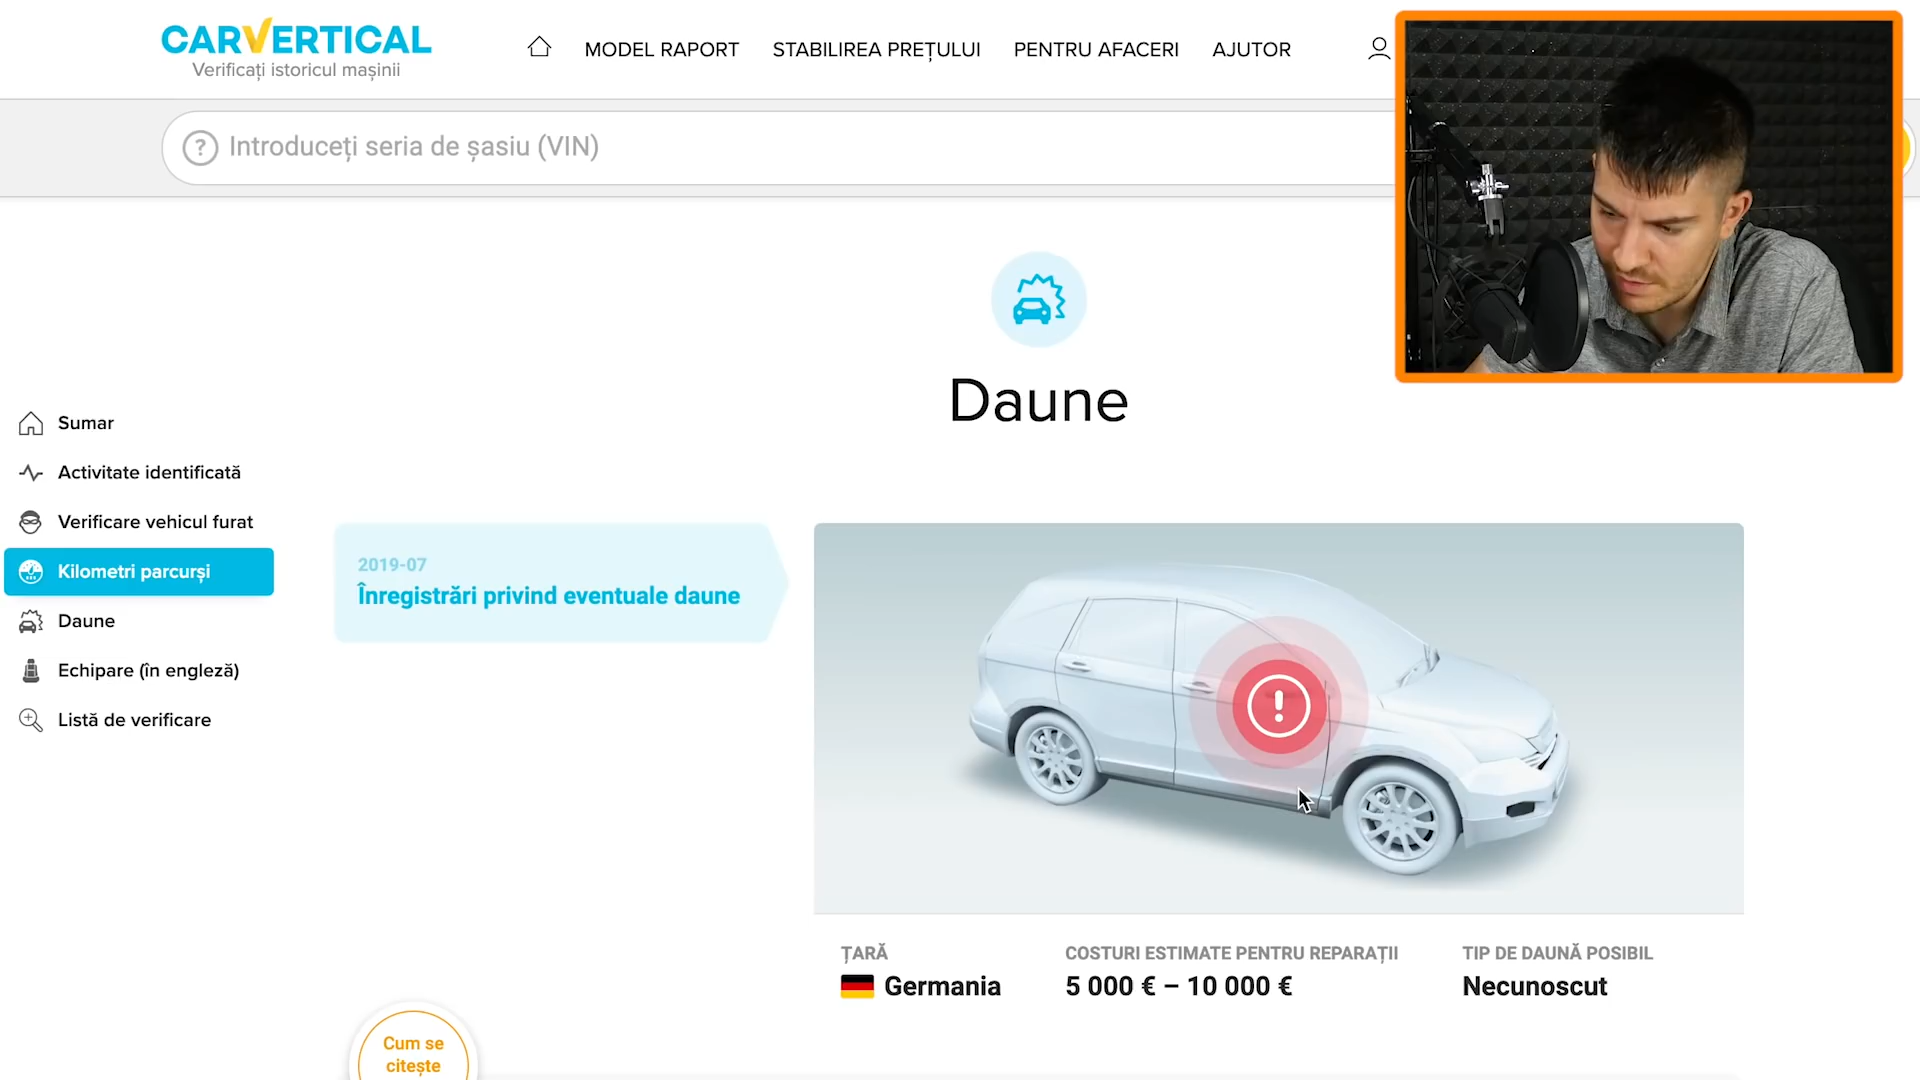 CARVERTICAL
Verificați istoricul mașinii
MODEL RAPORT
STABILIREA PREȚULUI
PENTRU AFACERI
AJUTOR
Introduceți seria de șasiu (VIN)
Daune
Sumar
Activitate identificată
Verificare vehicul furat
Kilometri parcurși
Daune
Echipare (în engleză)
Listă de verificare
2019-07
Înregistrări privind eventuale daune
ȚARĂ
Germania
COSTURI ESTIMATE PENTRU REPARAȚII
5 000 € – 10 000 €
TIP DE DAUNĂ POSIBIL
Necunoscut
Cum se
citește